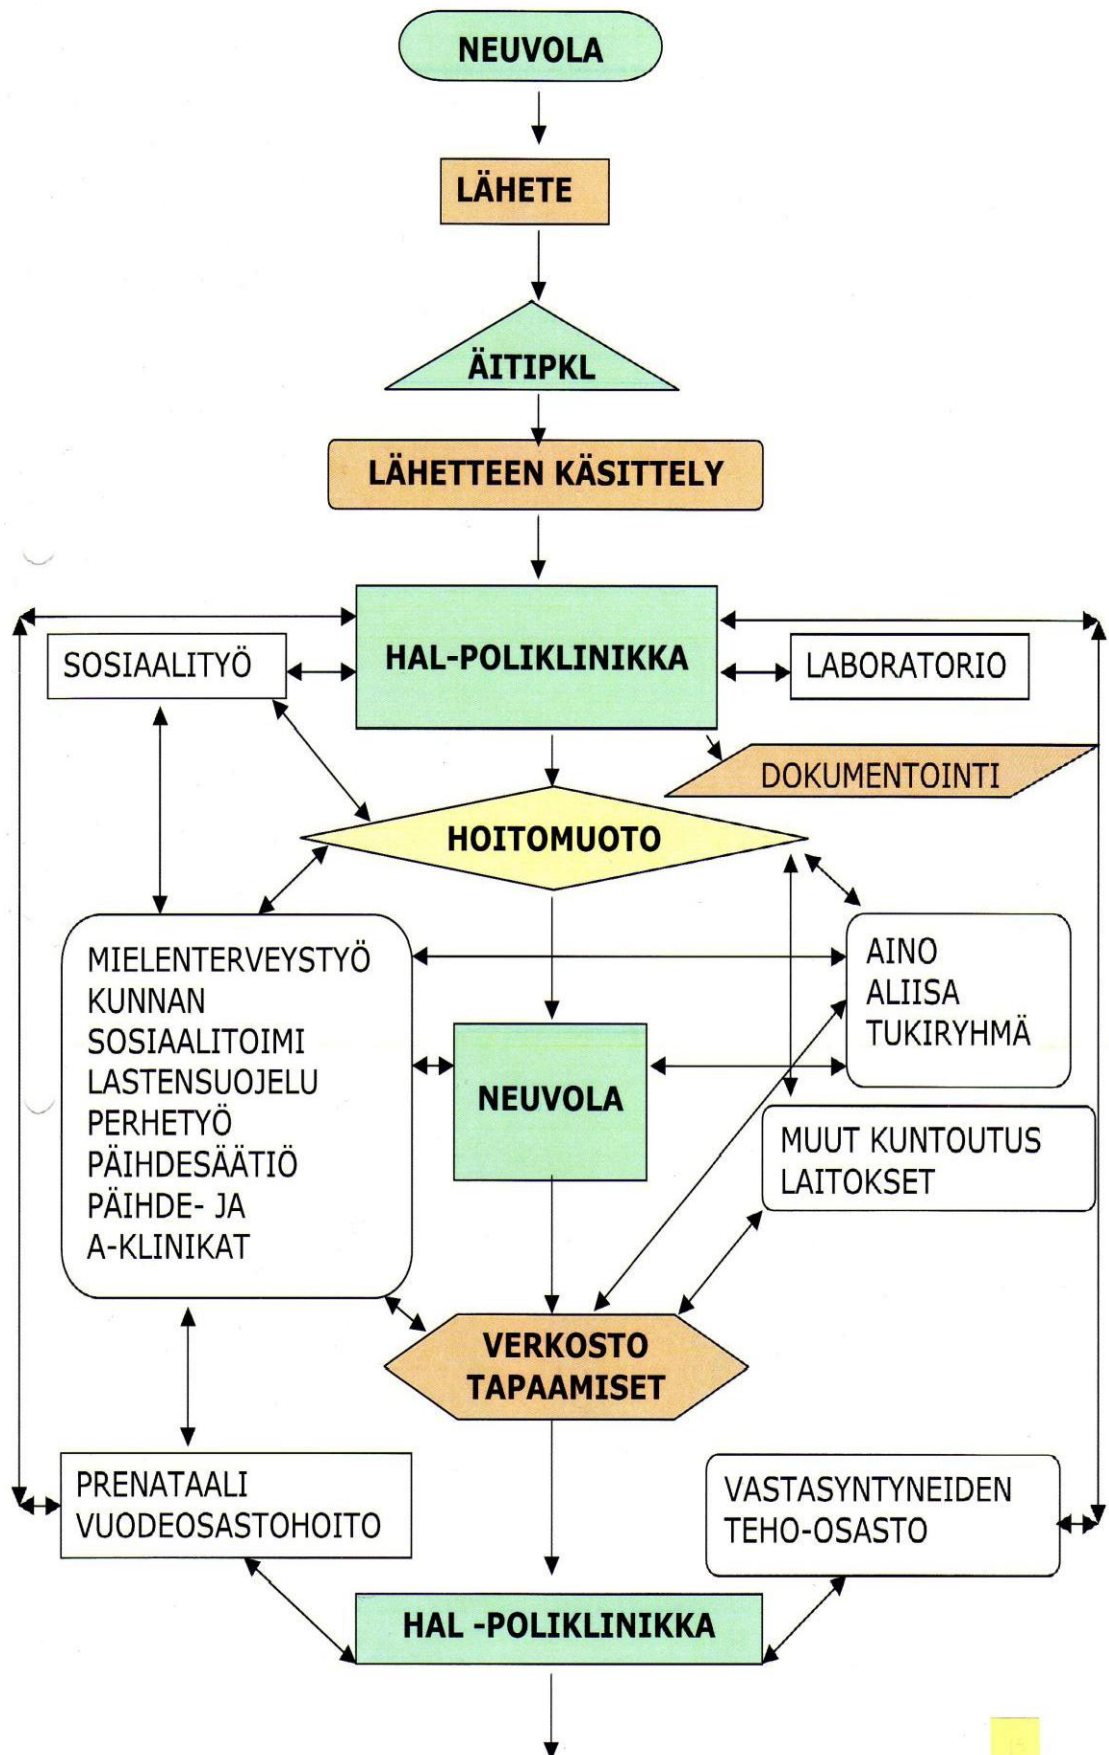 NEUVOLA
LÄHETE
ÄITIPKL
LÄHETTEEN KÄSITTELY
HAL-POLIKLINIKKA
SOSIAALITYÖ
LABORATORIO
DOKUMENTOINTI
HOITOMUOTO
MIELENTERVEYSTYÖ
KUNNAN
SOSIAALITOIMI
LASTENSUOJELU
PERHETYÖ
PÄIHDESÄÄTIÖ
PÄIHDE- JA
A-KLINIKAT
AINO
ALIISA
TUKIRYHMÄ
NEUVOLA
MUUT KUNTOUTUS
LAITOKSET
VERKOSTO
TAPAAMISET
PRENATAALI
VUODEOSASTOHOITO
VASTASYNTYNEIDEN
TEHO-OSASTO
HAL -POLIKLINIKKA